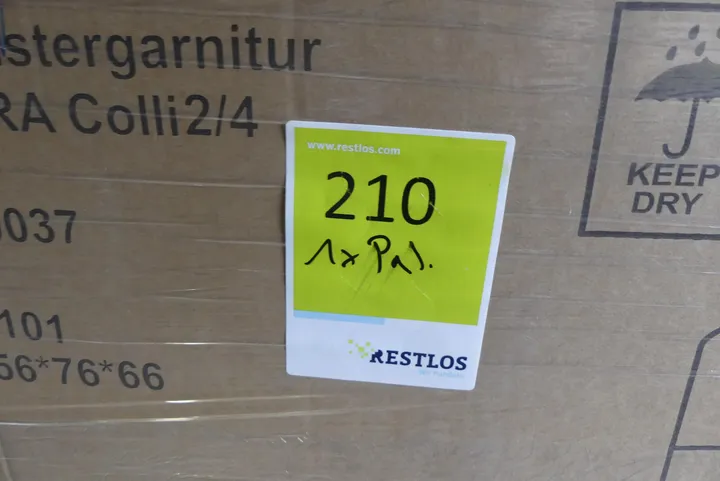 stergarnitur
RA Colli2/4
037
101
56*76*66
www.restlos.com
210
1x Pal.
RESTLOS
KEEP
DRY